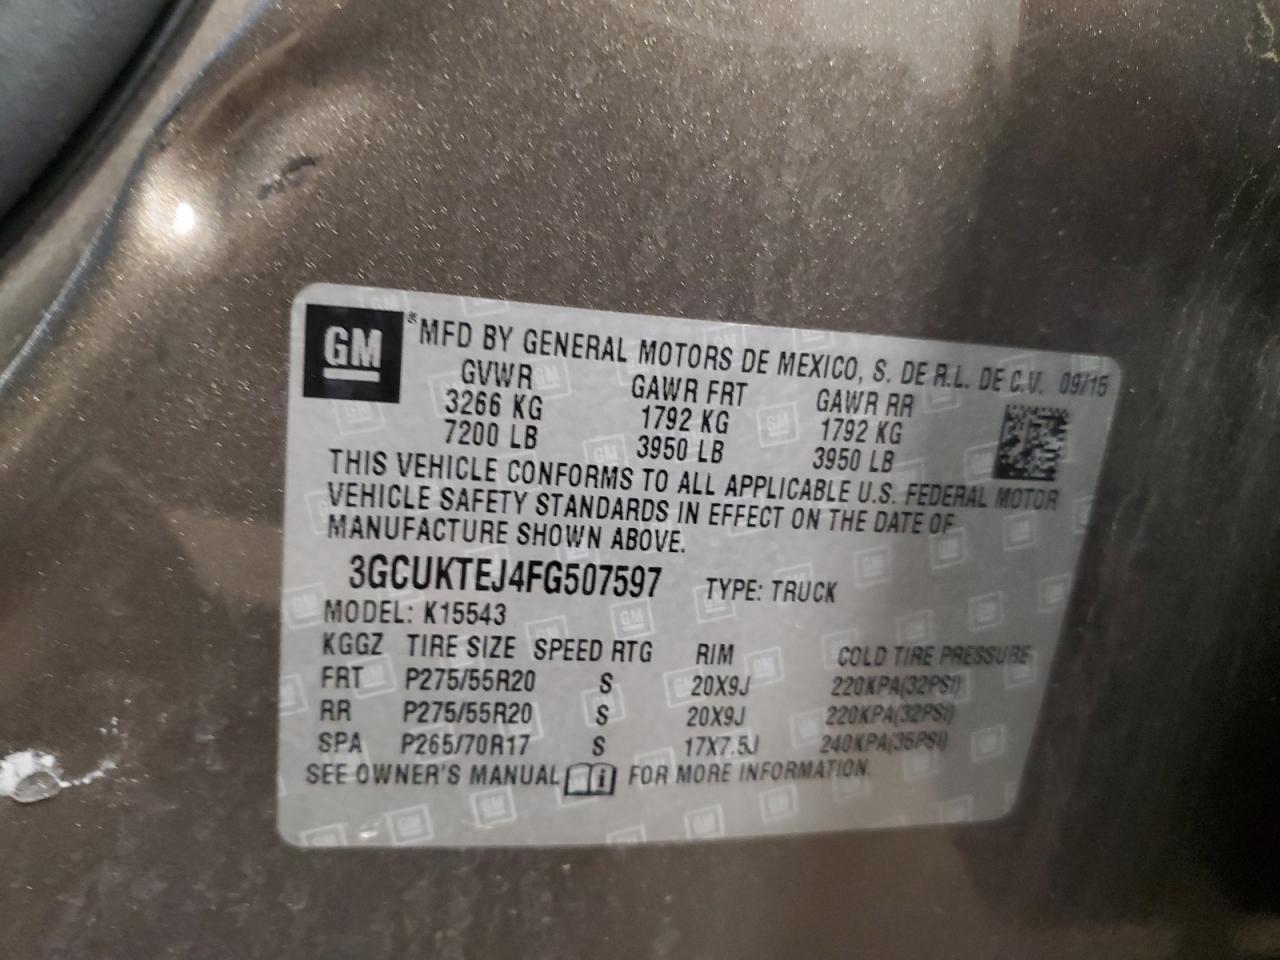 GM ® MFD BY GENERAL MOTORS DE MEXICO, S. DE R.L. DE C.V. 09/15
GVWR GAWR FRT GAWR RR
3266 KG 1792 KG 1792 KG
7200 LB 3950 LB 3950 LB
THIS VEHICLE CONFORMS TO ALL APPLICABLE U.S. FEDERAL MOTOR
VEHICLE SAFETY STANDARDS IN EFFECT ON THE DATE OF
MANUFACTURE SHOWN ABOVE.
3GCUKTEJ4FG507597 TYPE: TRUCK
MODEL: K15543
KGGZ TIRE SIZE SPEED RTG RIM COLD TIRE PRESSURE
FRT P275/55R20 S 20X9J 220KPA(32PSI)
RR P275/55R20 S 20X9J 220KPA(32PSI)
SPA P265/70R17 S 17X7.5J 240KPA(35PSI)
SEE OWNER'S MANUAL FOR MORE INFORMATION.